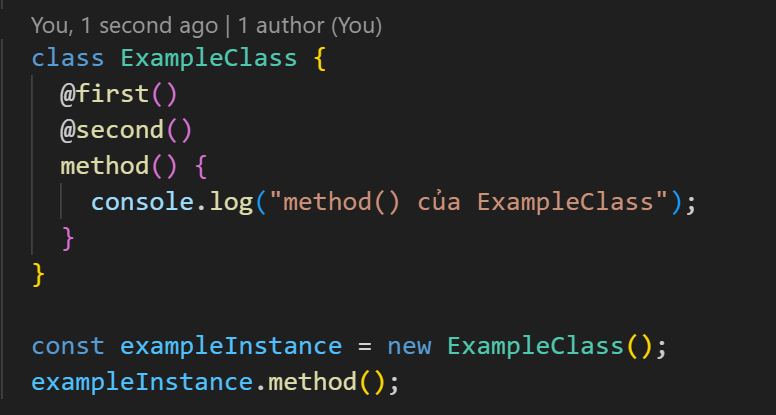 You, 1 second ago | 1 author (You)
class ExampleClass {
@first()
@second()
method() {
console.log("method() của ExampleClass");
}
}
const exampleInstance = new ExampleClass();
exampleInstance.method();